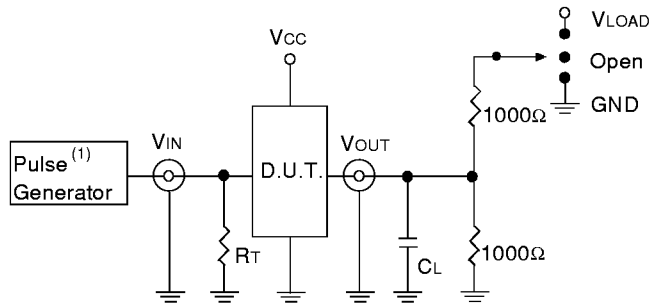 VLOAD
VCC
Open
GND
1000Ω
VIN
VOUT
Pulse (1)
Generator
D.U.T.
RT
CL
1000Ω